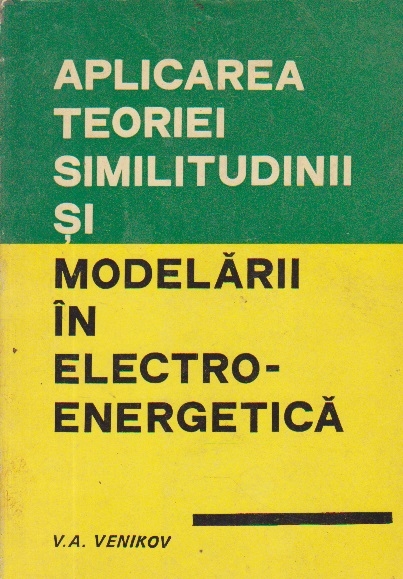 APLICAREA
TEORIEI
SIMILITUDINII
ȘI
MODELĂRII
ÎN
ELECTRO-
ENERGETICĂ
V.A. VENIKOV